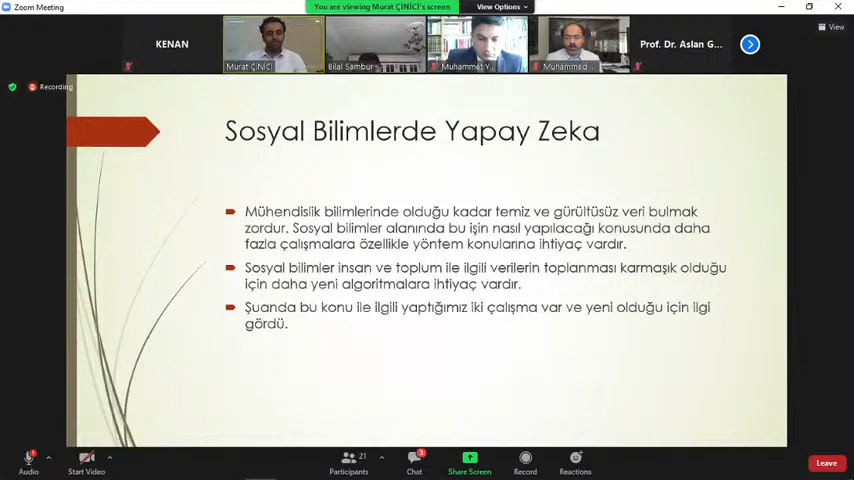 Zoom Meeting
You are viewing Murat ÇİNİCİ's screen
View Options
View
KENAN
Murat ÇİNİCİ
Bilal Sambur
Muhammet Y...
Muhammed ...
Prof. Dr. Aslan G...
Recording
Sosyal Bilimlerde Yapay Zeka
Mühendislik bilimlerinde olduğu kadar temiz ve gürültüsüz veri bulmak
zordur. Sosyal bilimler alanında bu işin nasıl yapılacağı konusunda daha
fazla çalışmalara özellikle yöntem konularına ihtiyaç vardır.
Sosyal bilimler insan ve toplum ile ilgili verilerin toplanması karmaşık olduğu
için daha yeni algoritmalara ihtiyaç vardır.
Şuanda bu konu ile ilgili yaptığımız iki çalışma var ve yeni olduğu için ilgi
gördü.
21
3
Audio
Start Video
Participants
Chat
Share Screen
Record
Reactions
Leave